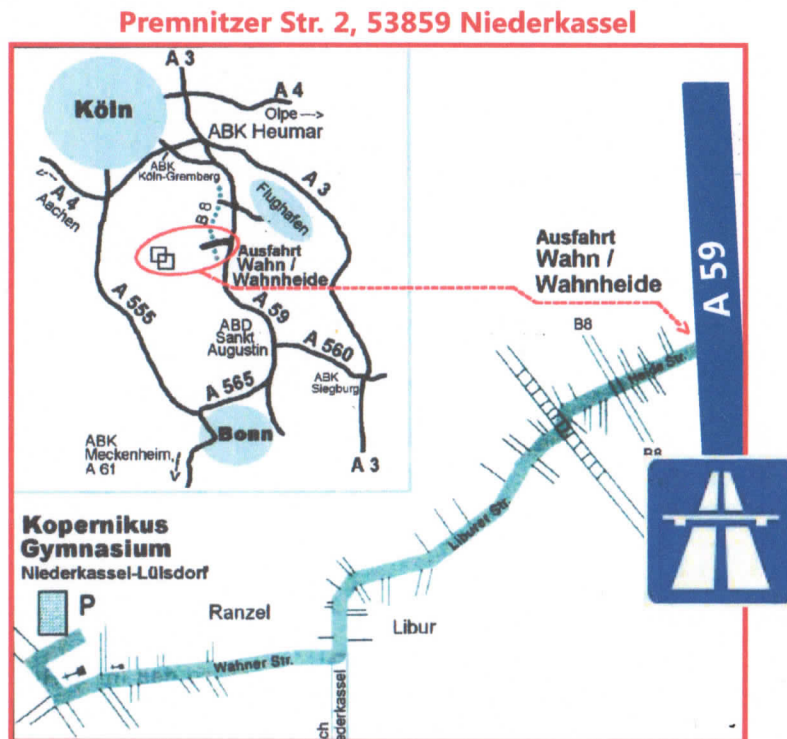 Premnitzer Str. 2, 53859 Niederkassel
A 3
Köln
A 4
Olpe -->
ABK Heumar
ABK
Köln-Gremberg
A 3
A 4
Aachen
B 8
Flughafen
Ausfahrt
Wahn /
Wahnheide
A 555
A 59
ABD
Sankt
Augustin
A 560
ABK
Siegburg
A 565
Bonn
ABK
Meckenheim,
A 61
A 3
Ausfahrt
Wahn /
Wahnheide
A 59
B8
Heide Str.
B8
Liburer Str.
Kopernikus
Gymnasium
Niederkassel-Lülsdorf
P
Ranzel
Libur
Wahner Str.